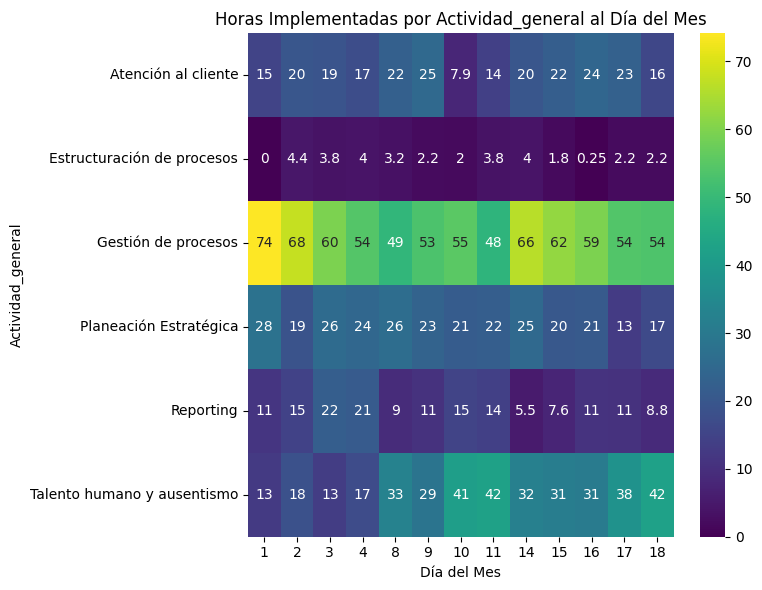 Horas Implementadas por Actividad_general al Día del Mes
Atención al cliente 15 20 19 17 22 25 7.9 14 20 22 24 23 16
Estructuración de procesos 0 4.4 3.8 4 3.2 2.2 2 3.8 4 1.8 0.25 2.2 2.2
Gestión de procesos 74 68 60 54 49 53 55 48 66 62 59 54 54
Planeación Estratégica 28 19 26 24 26 23 21 22 25 20 21 13 17
Reporting 11 15 22 21 9 11 15 14 5.5 7.6 11 11 8.8
Talento humano y ausentismo 13 18 13 17 33 29 41 42 32 31 31 38 42
1 2 3 4 8 9 10 11 14 15 16 17 18
Día del Mes
Actividad_general
70
60
50
40
30
20
10
0